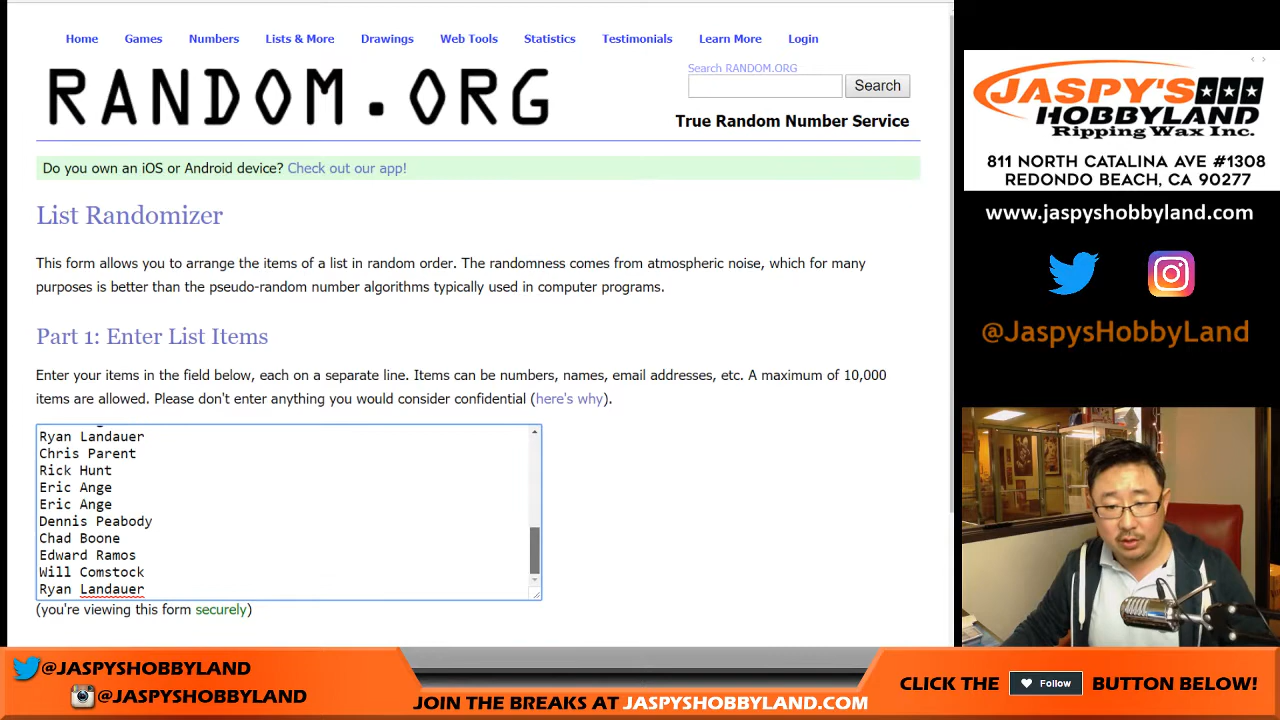 Home Games Numbers Lists & More Drawings Web Tools Statistics Testimonials Learn More Login
RANDOM.ORG
Search RANDOM.ORG
Search
True Random Number Service
Do you own an iOS or Android device? Check out our app!
List Randomizer
This form allows you to arrange the items of a list in random order. The randomness comes from atmospheric noise, which for many
purposes is better than the pseudo-random number algorithms typically used in computer programs.
Part 1: Enter List Items
Enter your items in the field below, each on a separate line. Items can be numbers, names, email addresses, etc. A maximum of 10,000
items are allowed. Please don't enter anything you would consider confidential (here's why).
Ryan Landauer
Chris Parent
Rick Hunt
Eric Ange
Eric Ange
Dennis Peabody
Chad Boone
Edward Ramos
Will Comstock
Ryan Landauer
(you're viewing this form securely)
JASPY'S
HOBBYLAND
Ripping Wax Inc.
811 NORTH CATALINA AVE #1308
REDONDO BEACH, CA 90277
www.jaspyshobbyland.com
@JaspysHobbyLand
@JASPYSHOBBYLAND
@JASPYSHOBBYLAND
JOIN THE BREAKS AT JASPYSHOBBYLAND.COM
CLICK THE Follow BUTTON BELOW!